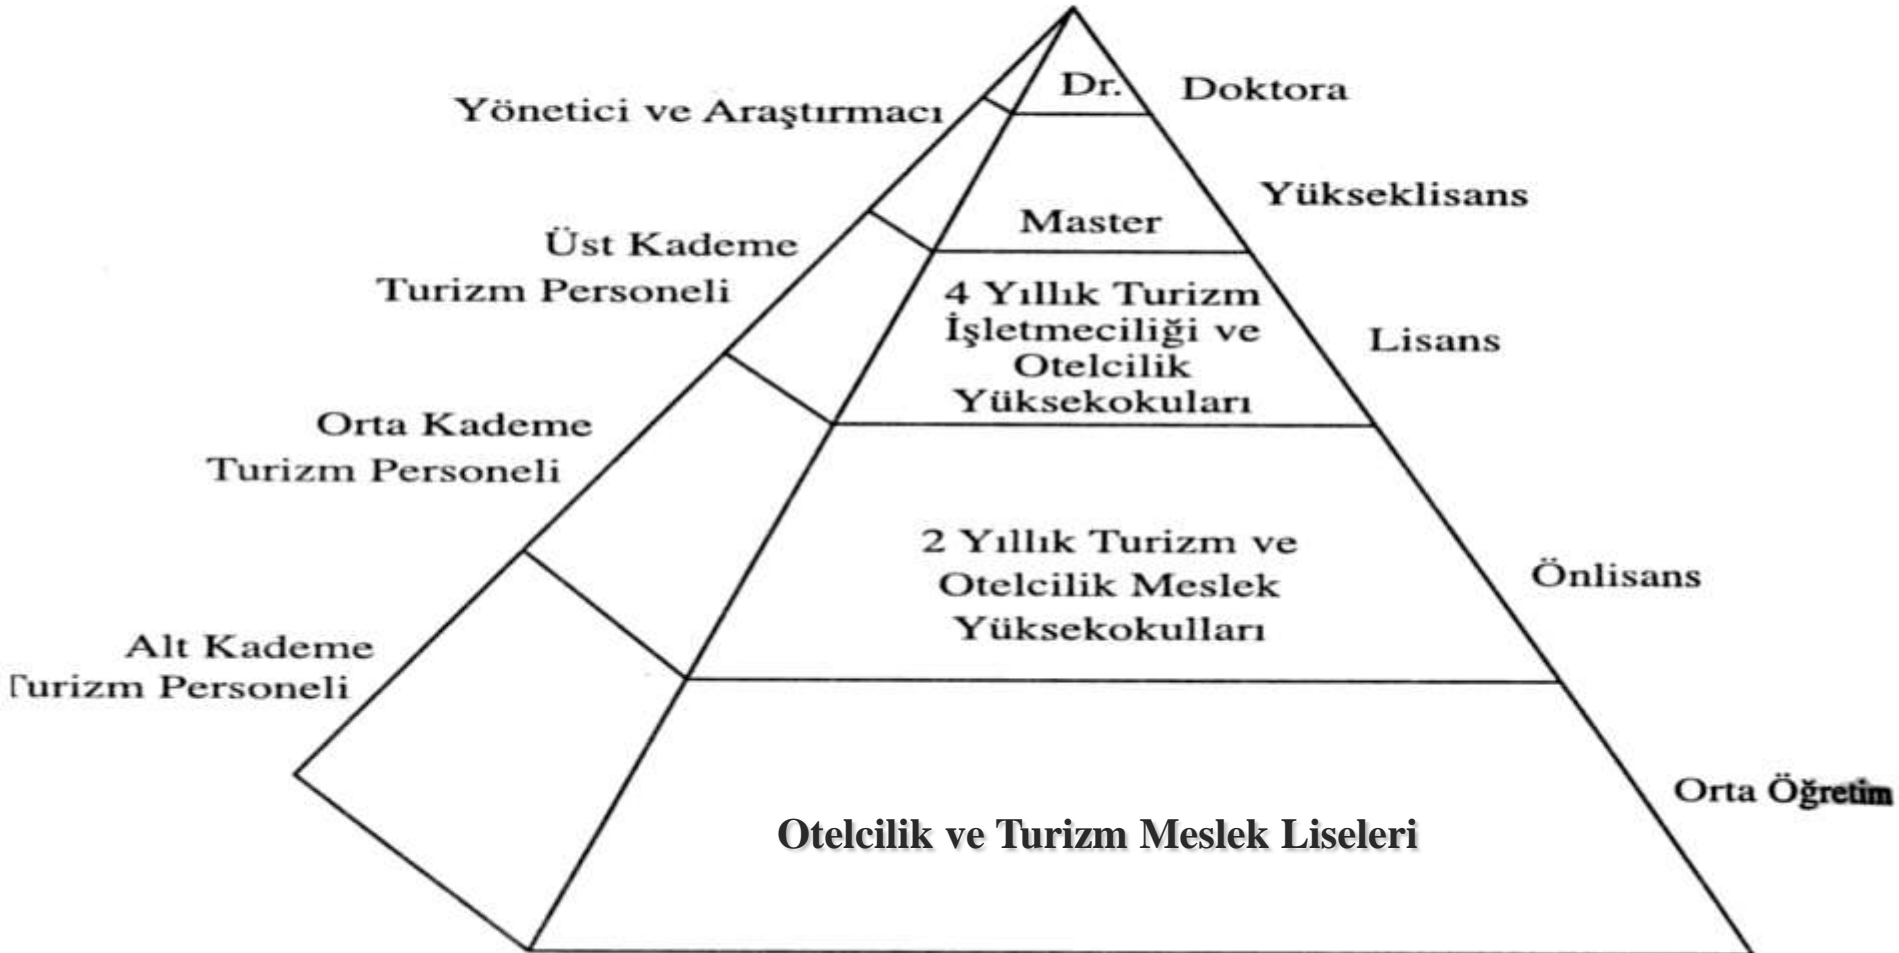 Dr.
Doktora
Yönetici ve Araştırmacı
Yükseklisans
Master
Üst Kademe
Turizm Personeli
4 Yıllık Turizm
İşletmeciliği ve
Otelcilik
Yüksekokuları
Lisans
Orta Kademe
Turizm Personeli
2 Yıllık Turizm ve
Otelcilik Meslek
Yüksekokulları
Önlisans
Alt Kademe
Turizm Personeli
Orta Öğretim
Otelcilik ve Turizm Meslek Liseleri